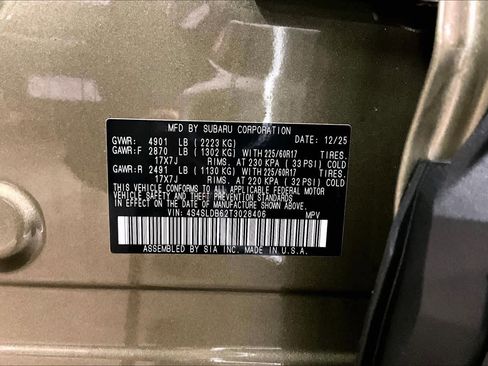 MFD. BY SUBARU CORPORATION DATE: 12/25
GVWR: 4901 LB ( 2223 KG)
GAWR:F 2870 LB ( 1302 KG) WITH 225/60R17 TIRES.
17X7J RIMS. AT 230 KPA ( 33 PSI) COLD
GAWR:R 2491 LB ( 1130 KG) WITH 225/60R17 TIRES.
17X7J RIMS. AT 220 KPA ( 32 PSI) COLD
THIS VEHICLE CONFORMS TO ALL APPLICABLE FEDERAL MOTOR
VEHICLE SAFETY AND THEFT PREVENTION STANDARDS
IN EFFECT ON THE DATE OF MANUFACTURE SHOWN ABOVE.
VIN: 4S4SLDB62T3028406 MPV
ASSEMBLED BY SIA INC. MADE IN U.S.A.